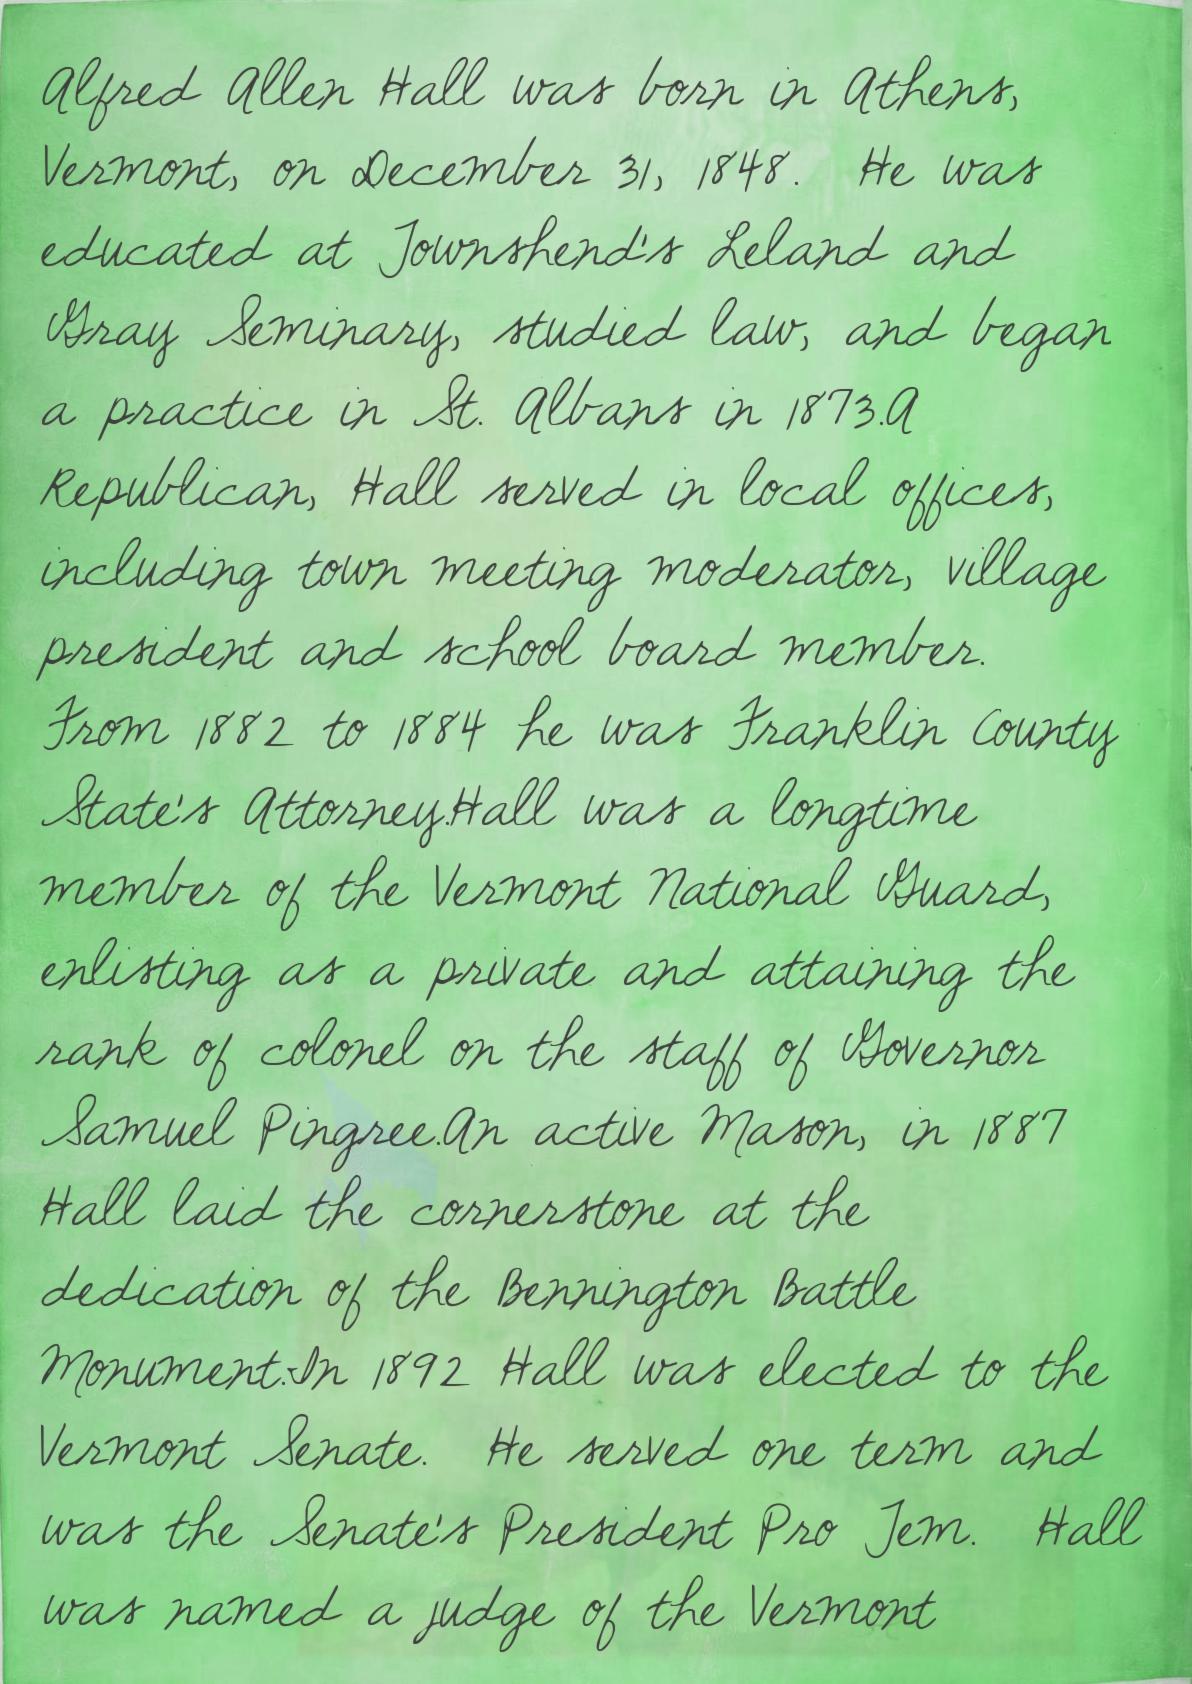 Alfred Allen Hall was born in Athens,
Vermont, on December 31, 1848.  He was
educated at Townshend's Leland and
Gray Seminary, studied law, and began
a practice in St. Albans in 1873.A
Republican, Hall served in local offices,
including town meeting moderator, village
president and school board member.
From 1882 to 1884 he was Franklin County
State's Attorney.Hall was a longtime
member of the Vermont National Guard,
enlisting as a private and attaining the
rank of colonel on the staff of Governor
Samuel Pingree.An active Mason, in 1887
Hall laid the cornerstone at the
dedication of the Bennington Battle
Monument.In 1892 Hall was elected to the
Vermont Senate.  He served one term and
was the Senate's President Pro Tem.  Hall
was named a judge of the Vermont